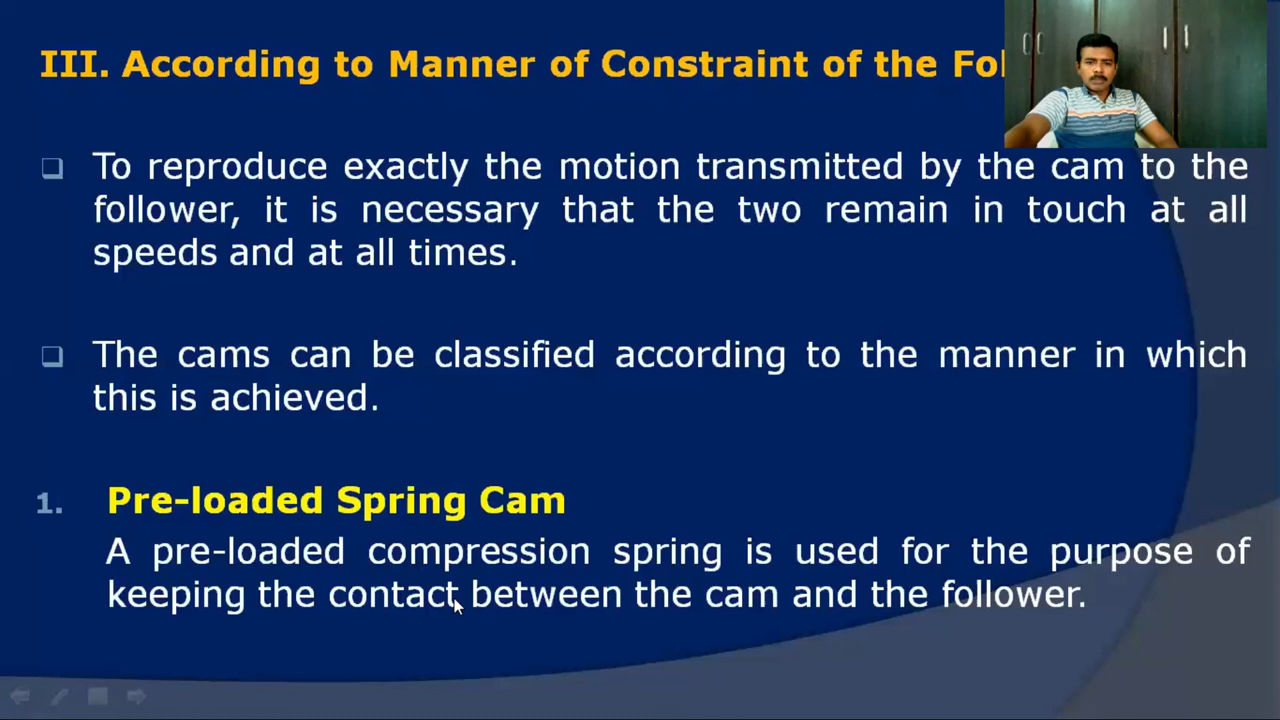 III. According to Manner of Constraint of the
To reproduce exactly the motion transmitted by the cam to the
follower, it is necessary that the two remain in touch at all
speeds and at all times.
The cams can be classified according to the manner in which
this is achieved.
1. Pre-loaded Spring Cam
A pre-loaded compression spring is used for the purpose of
keeping the contact between the cam and the follower.